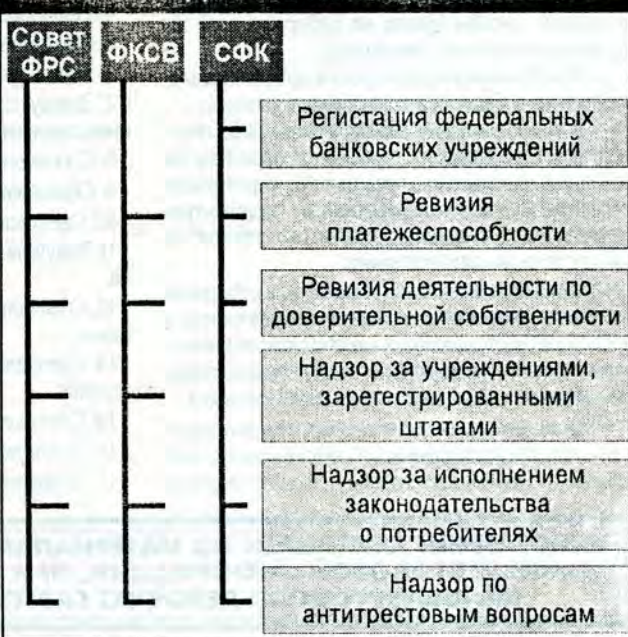 Совет
ФРС
ФКСВ
СФК
Регистация федеральных
банковских учреждений
Ревизия
платежеспособности
Ревизия деятельности по
доверительной собственности
Надзор за учреждениями,
зарегестрированными
штатами
Надзор за исполнением
законодательства
о потребителях
Надзор по
антитрестовым вопросам